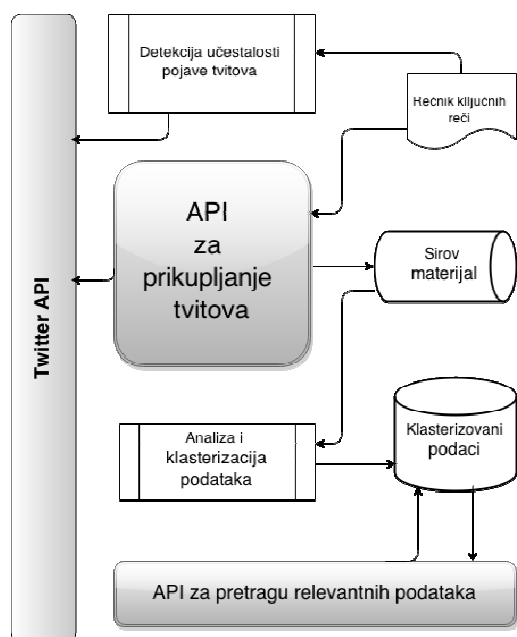 Detekcija učestalosti
pojave tvitova
Rečnik ključnih
reči
API
za
prikupljanje
tvitova
Sirov
materijal
Twitter API
Analiza i
klasterizacija
podataka
Klasterizovani
podaci
API za pretragu relevantnih podataka